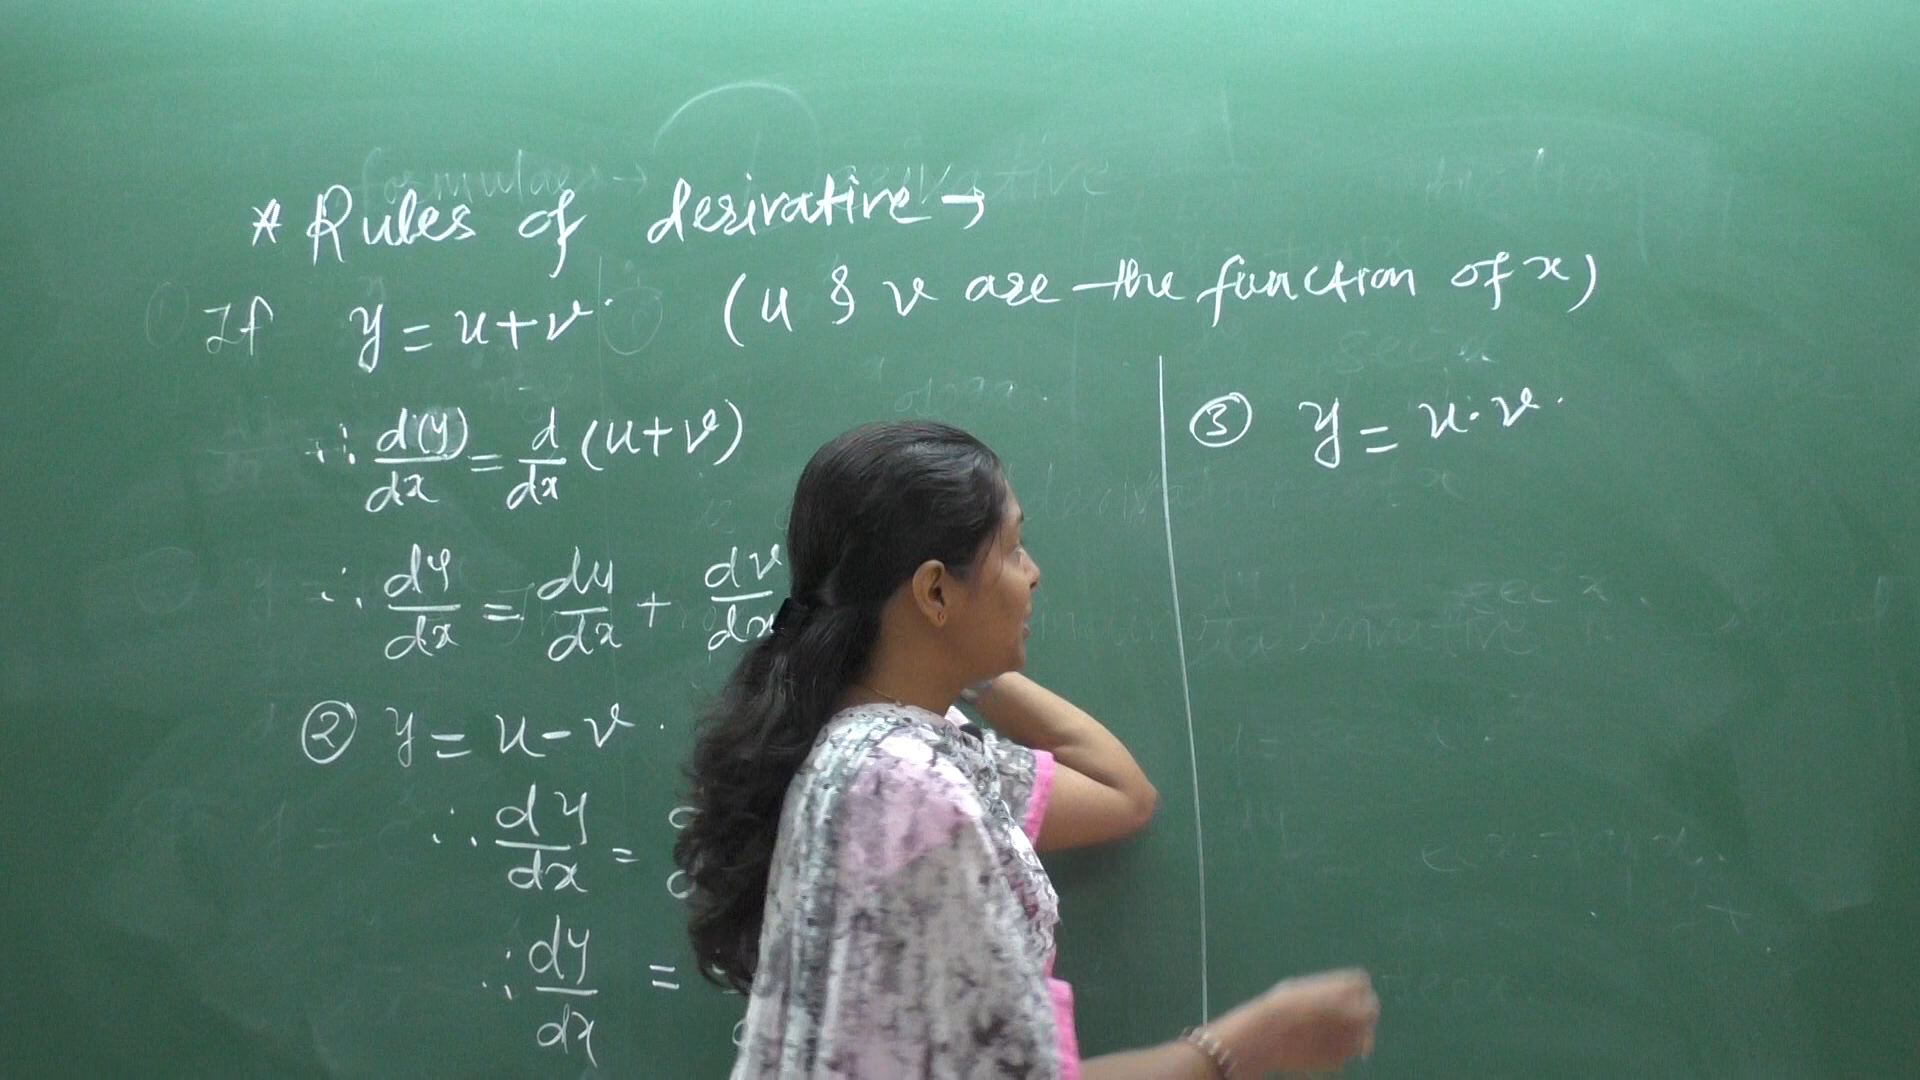 * Rules of derivative →
If y = u + v (u & v are the function of x)
∴ d(y)/dx = d/dx (u + v)
∴ dy/dx = du/dx + dv/dx
② y = u - v.
∴ dy/dx =
∴ dy/dx =
③ y = u.v.